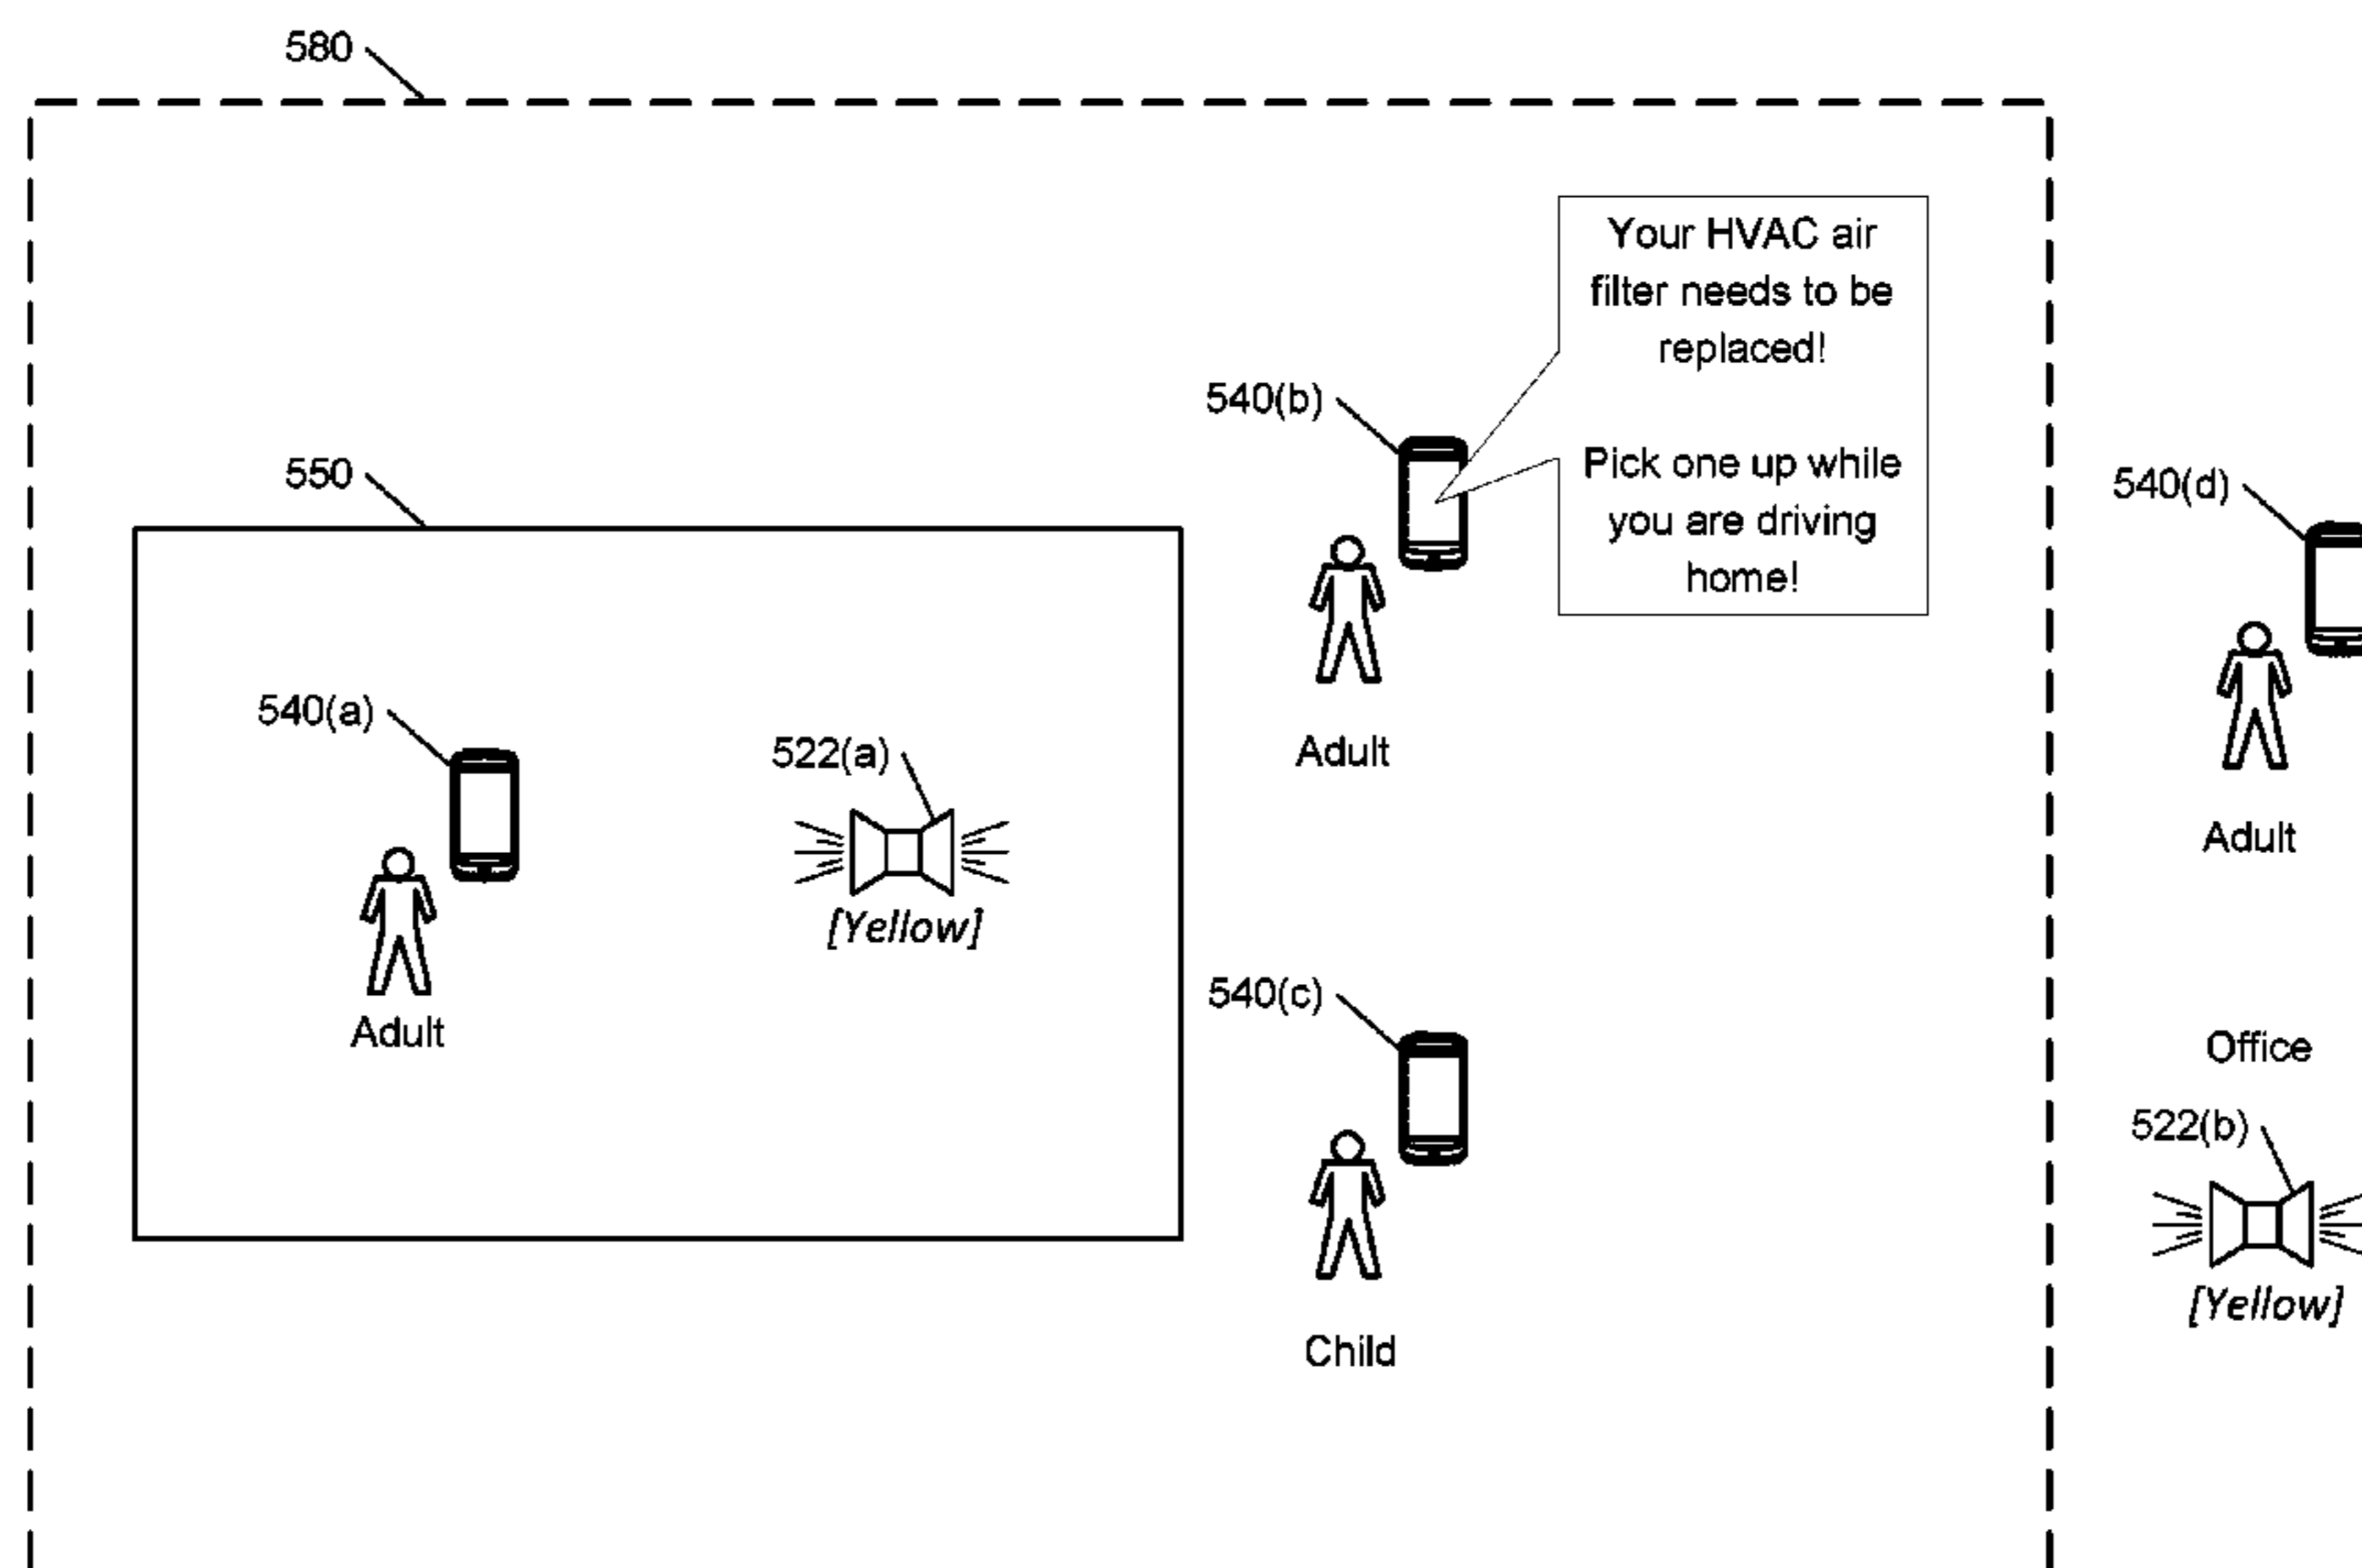 580
Your HVAC air
filter needs to be
replaced!
Pick one up while
you are driving
home!
540(b)
550
540(d)
540(a)
522(a)
Adult
Adult
[Yellow]
540(c)
Adult
Office
522(b)
[Yellow]
Child